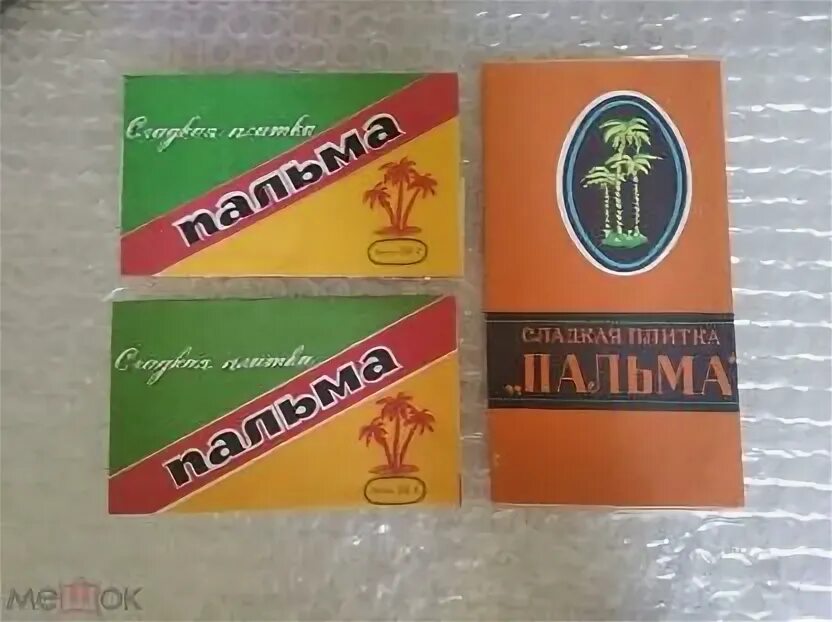 Сладкая плитка
пальма
Сладкая плитка
пальма
СЛАДКАЯ ПЛИТКА
„ПАЛЬМА“
мешок